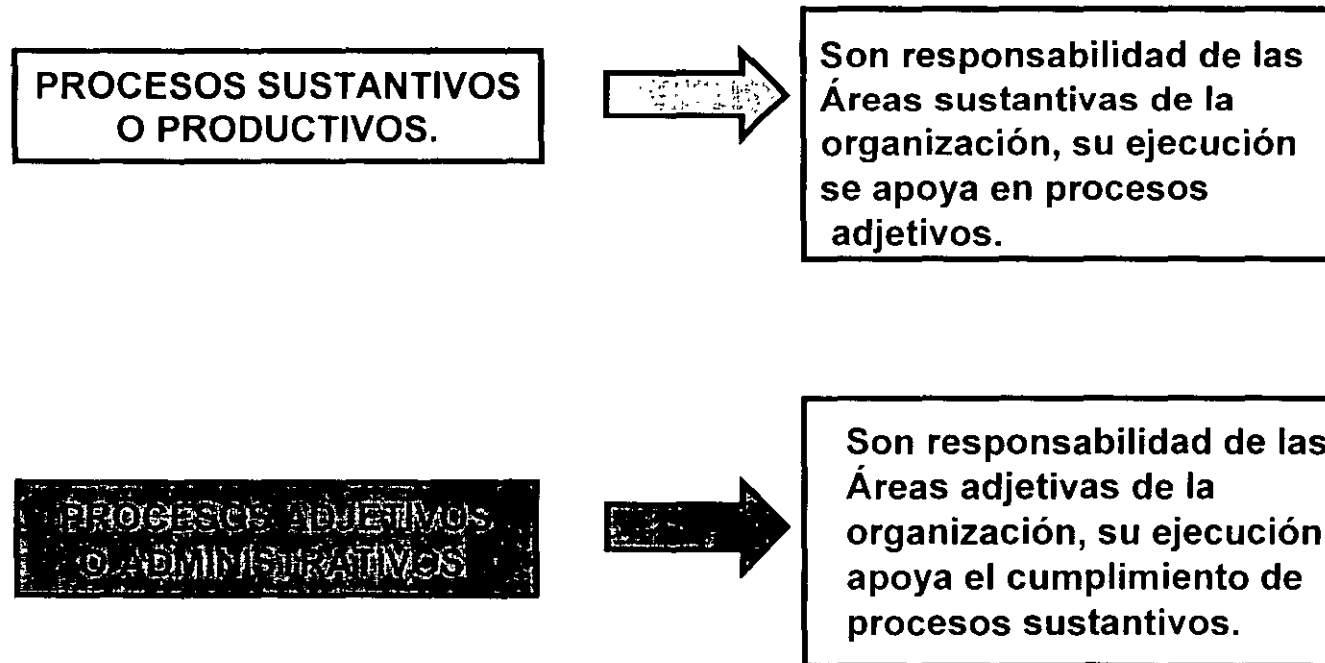 PROCESOS SUSTANTIVOS
O PRODUCTIVOS.
Son responsabilidad de las
Áreas sustantivas de la
organización, su ejecución
se apoya en procesos
adjetivos.
PROCESOS ADJETIVOS
O ADMINISTRATIVOS
Son responsabilidad de las
Áreas adjetivas de la
organización, su ejecución
apoya el cumplimiento de
procesos sustantivos.